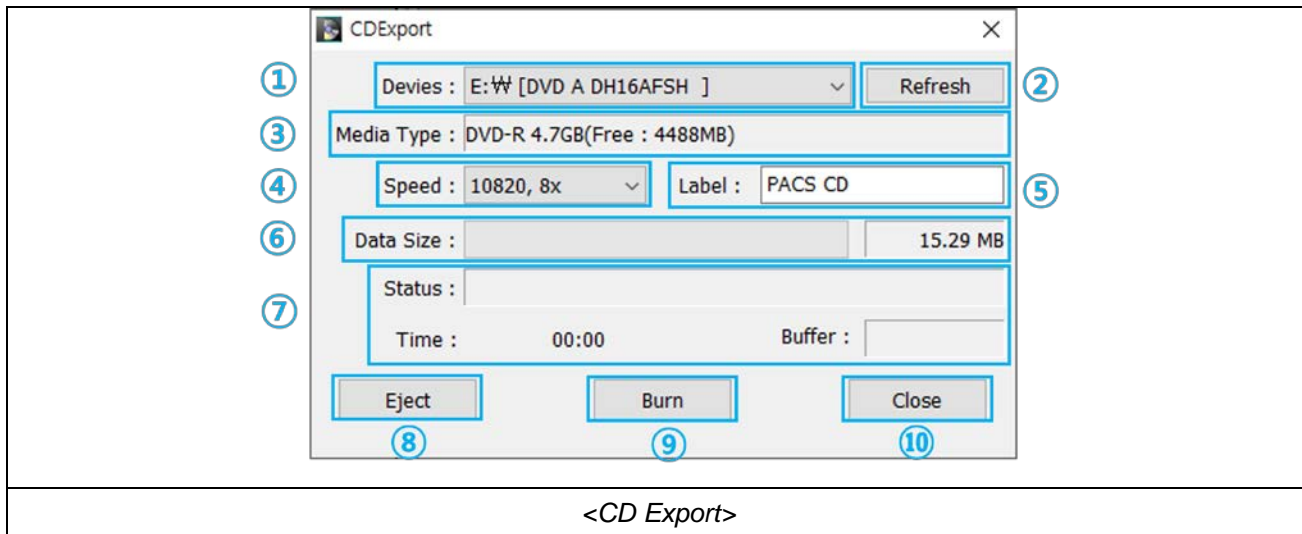 CDExport
① Devies : E:₩ [DVD A DH16AFSH ] Refresh ②
③ Media Type : DVD-R 4.7GB(Free : 4488MB)
④ Speed : 10820, 8x Label : PACS CD ⑤
⑥ Data Size : 15.29 MB
Status :
⑦
Time : 00:00 Buffer :
Eject Burn Close
⑧ ⑨ ⑩
<CD Export>